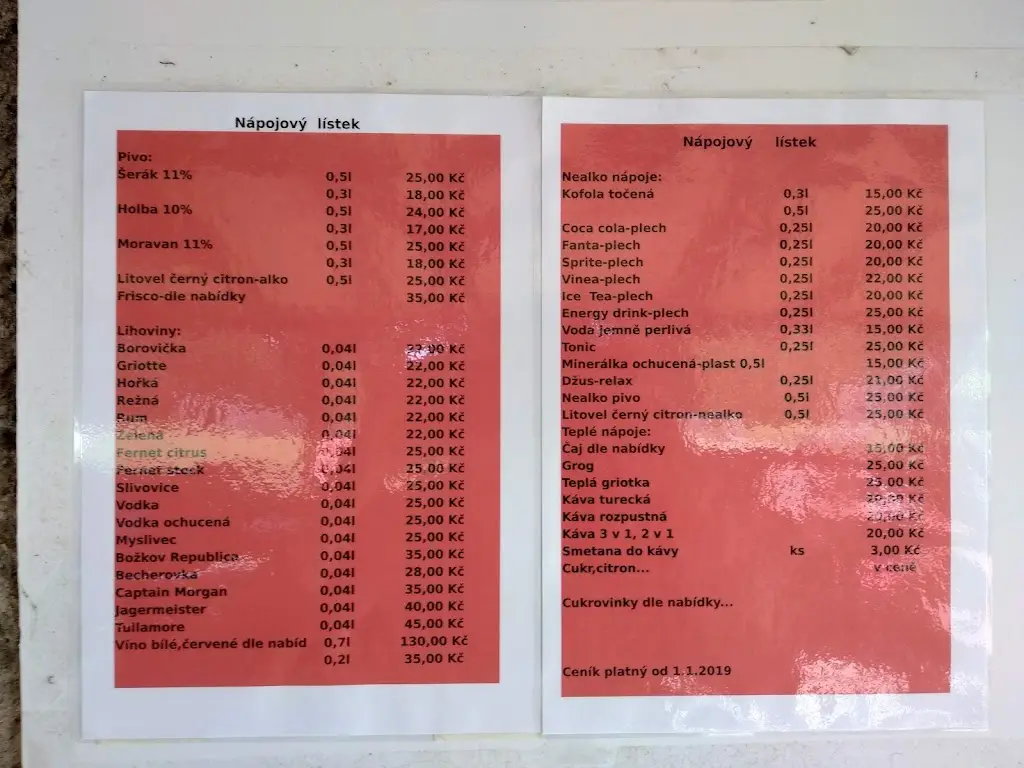 Nápojový lístek
Pivo:
Šerák 11% 0,5l 25,00 Kč
0,3l 18,00 Kč
Holba 10% 0,5l 24,00 Kč
0,3l 17,00 Kč
Moravan 11% 0,5l 25,00 Kč
0,3l 18,00 Kč
Litovel černý citron-alko 0,5l 25,00 Kč
Frisco-dle nabídky 35,00 Kč
Lihoviny:
Borovička 0,04l 22,00 Kč
Griotte 0,04l 22,00 Kč
Hořká 0,04l 22,00 Kč
Režná 0,04l 22,00 Kč
Rum 0,04l 22,00 Kč
Zelená 0,04l 22,00 Kč
Fernet citrus 0,04l 25,00 Kč
Fernet stock 0,04l 25,00 Kč
Slivovice 0,04l 25,00 Kč
Vodka 0,04l 25,00 Kč
Vodka ochucená 0,04l 25,00 Kč
Myslivec 0,04l 25,00 Kč
Božkov Republica 0,04l 35,00 Kč
Becherovka 0,04l 28,00 Kč
Captain Morgan 0,04l 35,00 Kč
Jagermeister 0,04l 40,00 Kč
Tullamore 0,04l 45,00 Kč
Víno bílé,červené dle nabíd 0,7l 130,00 Kč
0,2l 35,00 Kč
Nápojový lístek
Nealko nápoje:
Kofola točená 0,3l 15,00 Kč
0,5l 25,00 Kč
Coca cola-plech 0,25l 20,00 Kč
Fanta-plech 0,25l 20,00 Kč
Sprite-plech 0,25l 20,00 Kč
Vinea-plech 0,25l 22,00 Kč
Ice Tea-plech 0,25l 20,00 Kč
Energy drink-plech 0,25l 25,00 Kč
Voda jemně perlivá 0,33l 15,00 Kč
Tonic 0,25l 25,00 Kč
Minerálka ochucená-plast 0,5l 15,00 Kč
Džus-relax 0,25l 21,00 Kč
Nealko pivo 0,5l 25,00 Kč
Litovel černý citron-nealko 0,5l 25,00 Kč
Teplé nápoje:
Čaj dle nabídky 15,00 Kč
Grog 25,00 Kč
Teplá griotka 25,00 Kč
Káva turecká 20,00 Kč
Káva rozpustná 20,00 Kč
Káva 3 v 1, 2 v 1 20,00 Kč
Smetana do kávy ks 3,00 Kč
Cukr,citron... v ceně
Cukrovinky dle nabídky...
Ceník platný od 1.1.2019